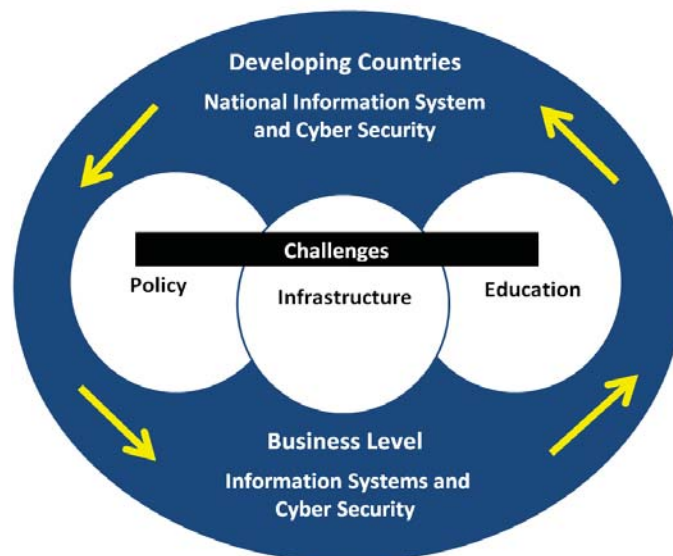 Developing Countries
National Information System
and Cyber Security
Challenges
Policy
Infrastructure
Education
Business Level
Information Systems and
Cyber Security